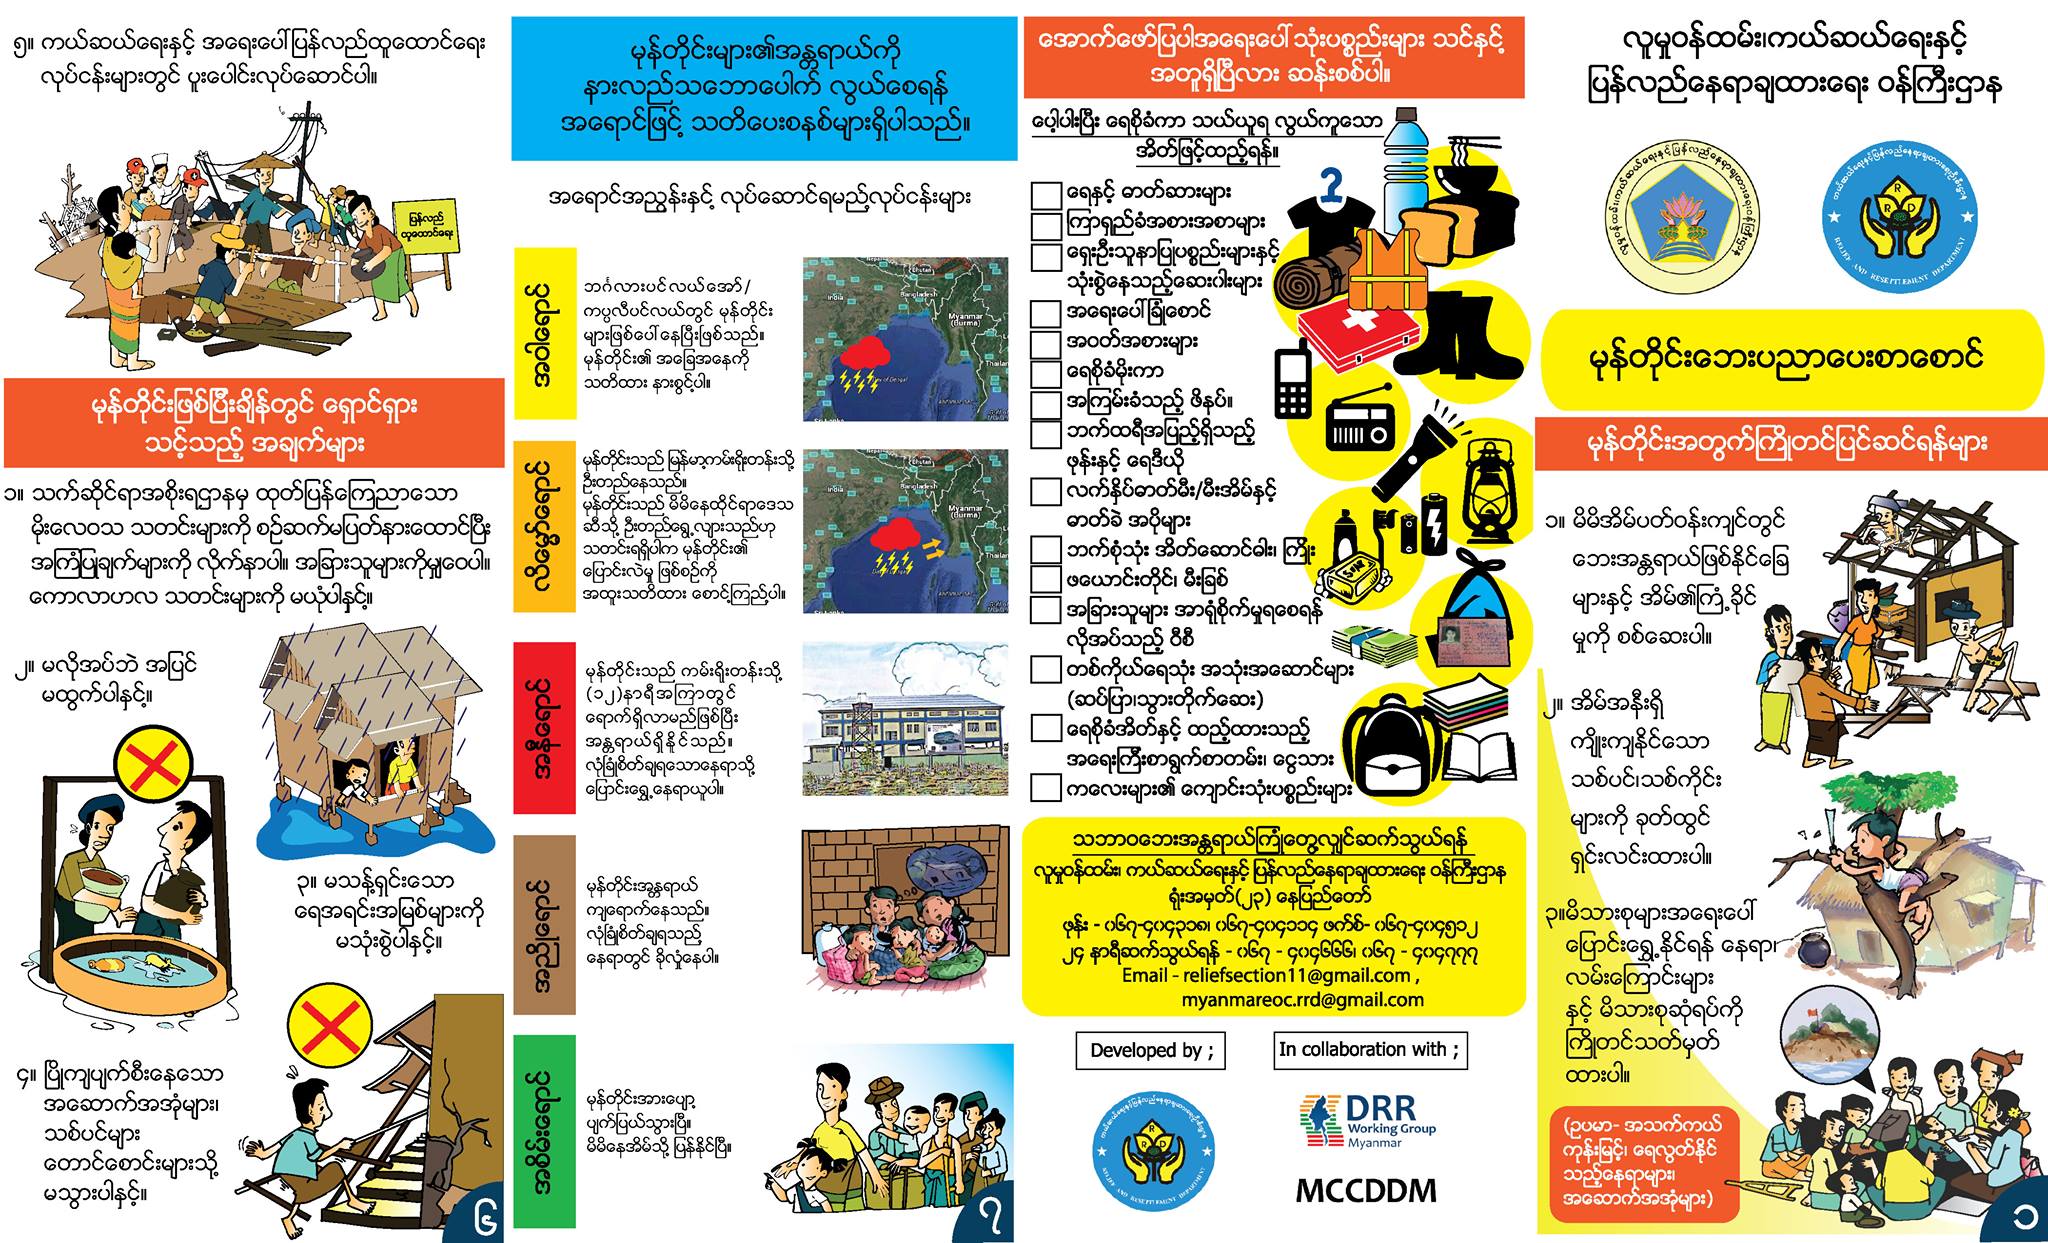 ၅။ ကယ်ဆယ်ရေးနှင့် အရေးပေါ်ပြန်လည်ထူထောင်ရေး
လုပ်ငန်းများတွင် ပူးပေါင်းလုပ်ဆောင်ပါ။
ပြန်လည်
ထူထောင်ရေး
မုန်တိုင်းဖြစ်ပြီးချိန်တွင် ရှောင်ရှား
သင့်သည့် အချက်များ
၁။ သက်ဆိုင်ရာအစိုးရဌာနမှ ထုတ်ပြန်ကြေညာသော
မိုးလေဝသ သတင်းများကို စဉ်ဆက်မပြတ်နားထောင်ပြီး
အကြံပြုချက်များကို လိုက်နာပါ။ အခြားသူများကိုမျှဝေပါ။
ကောလာဟလ သတင်းများကို မယုံပါနှင့်။
၂။ မလိုအပ်ဘဲ အပြင်
မထွက်ပါနှင့်။
၃။ မသန့်ရှင်းသော
ရေအရင်းအမြစ်များကို
မသုံးစွဲပါနှင့်။
၄။ ပြိုကျပျက်စီးနေသော
အဆောက်အအုံများ၊
သစ်ပင်များ
တောင်စောင်းများသို့
မသွားပါနှင့်။
၆
မုန်တိုင်းများ၏အန္တရာယ်ကို
နားလည်သဘောပေါက် လွယ်စေရန်
အရောင်ဖြင့် သတိပေးစနစ်များရှိပါသည်။
အရောင်အညွှန်းနှင့် လုပ်ဆောင်ရမည့်လုပ်ငန်းများ
အဝါရောင်
ဘင်္ဂလားပင်လယ်အော်/
ကပ္ပလီပင်လယ်တွင် မုန်တိုင်း
များဖြစ်ပေါ်နေပြီးဖြစ်သည်။
မုန်တိုင်း၏ အခြေအနေကို
သတိထား နားစွင့်ပါ။
Bhutan
India
Bangladesh
Myanmar
(Burma)
လိမ္မော်ရောင်
မုန်တိုင်းသည် မြန်မာ့ကမ်းရိုးတန်းသို့
ဦးတည်နေသည်။
မုန်တိုင်းသည် မိမိနေထိုင်ရာဒေသ
ဆီသို့ ဦးတည်ရွေ့လျားသည်ဟု
သတင်းရရှိပါက မုန်တိုင်း၏
ပြောင်းလဲမှု ဖြစ်စဉ်ကို
အထူးသတိထား စောင့်ကြည့်ပါ။
Bhutan
India
Bangladesh
Myanmar
(Burma)
အနီရောင်
မုန်တိုင်းသည် ကမ်းရိုးတန်းသို့
(၁၂)နာရီအကြာတွင်
ရောက်ရှိလာမည်ဖြစ်ပြီး
အန္တရာယ်ရှိနိုင်သည်။
လုံခြုံစိတ်ချရသောနေရာသို့
ပြောင်းရွှေ့နေရာယူပါ။
အညိုရောင်
မုန်တိုင်းအန္တရာယ်
ကျရောက်နေသည်။
လုံခြုံစိတ်ချရသည့်
နေရာတွင် ခိုလှုံနေပါ။
အစိမ်းရောင်
မုန်တိုင်းအားပျော့
ပျက်ပြယ်သွားပြီ။
မိမိနေအိမ်သို့ ပြန်နိုင်ပြီ။
၇
အောက်ဖော်ပြပါအရေးပေါ်သုံးပစ္စည်းများ သင်နှင့်
အတူရှိပြီလား ဆန်းစစ်ပါ။
ပေါ့ပါးပြီး ရေစိုခံကာ သယ်ယူရ လွယ်ကူသော
အိတ်ဖြင့်ထည့်ရန်။
ရေနှင့် ဓာတ်ဆားများ
ကြာရှည်ခံအစားအစာများ
ရှေးဦးသူနာပြုပစ္စည်းများနှင့်
သုံးစွဲနေသည့်ဆေးဝါးများ
အရေးပေါ်ခြုံစောင်
အဝတ်အစားများ
ရေစိုခံမိုးကာ
အကြမ်းခံသည့် ဖိနပ်။
ဘက်ထရီအပြည့်ရှိသည့်
ဖုန်းနှင့် ရေဒီယို
လက်နှိပ်ဓာတ်မီး/မီးအိမ်နှင့်
ဓာတ်ခဲ အပိုများ
ဘက်စုံသုံး အိတ်ဆောင်ဓါး၊ ကြိုး
ဖယောင်းတိုင်၊ မီးခြစ်
အခြားသူများ အာရုံစိုက်မှုရစေရန်
လိုအပ်သည့် ဝီစီ
တစ်ကိုယ်ရေသုံး အသုံးအဆောင်များ
(ဆပ်ပြာ၊သွားတိုက်ဆေး)
ရေစိုခံအိတ်နှင့် ထည့်ထားသည့်
အရေးကြီးစာရွက်စာတမ်း၊ ငွေသား
ကလေးများ၏ ကျောင်းသုံးပစ္စည်းများ
သဘာဝဘေးအန္တရာယ်ကြုံတွေ့လျှင်ဆက်သွယ်ရန်
လူမှုဝန်ထမ်း၊ ကယ်ဆယ်ရေးနှင့် ပြန်လည်နေရာချထားရေး ဝန်ကြီးဌာန
ရုံးအမှတ်(၂၃) နေပြည်တော်
ဖုန်း - ၀၆၇-၄၀၄၃၁၈၊ ၀၆၇-၄၀၄၁၁၄ ဖက်စ်- ၀၆၇-၄၀၄၅၁၂
၂၄ နာရီဆက်သွယ်ရန် - ၀၆၇ - ၄၀၄၆၆၆၊ ၀၆၇ - ၄၀၄၇၇၇
Email - reliefsection11@gmail.com ,
myanmareoc.rrd@gmail.com
Developed by ;
In collaboration with ;
RRD
RELIEF AND RESETTLEMENT DEPARTMENT
DRR
Working Group
Myanmar
MCCDDM
လူမှုဝန်ထမ်း၊ကယ်ဆယ်ရေးနှင့်
ပြန်လည်နေရာချထားရေး ဝန်ကြီးဌာန
RRD
RELIEF AND RESETTLEMENT DEPARTMENT
မုန်တိုင်းဘေးပညာပေးစာစောင်
မုန်တိုင်းအတွက်ကြိုတင်ပြင်ဆင်ရန်များ
၁။ မိမိအိမ်ပတ်ဝန်းကျင်တွင်
ဘေးအန္တရာယ်ဖြစ်နိုင်ခြေ
များနှင့် အိမ်၏ကြံ့ခိုင်
မှုကို စစ်ဆေးပါ။
၂။ အိမ်အနီးရှိ
ကျိုးကျနိုင်သော
သစ်ပင်၊သစ်ကိုင်း
များကို ခုတ်ထွင်
ရှင်းလင်းထားပါ။
၃။မိသားစုများအရေးပေါ်
ပြောင်းရွှေ့နိုင်ရန် နေရာ၊
လမ်းကြောင်းများ
နှင့် မိသားစုဆုံရပ်ကို
ကြိုတင်သတ်မှတ်
ထားပါ။
(ဥပမာ- အသက်ကယ်
ကုန်းမြင့်၊ ရေလွတ်နိုင်
သည့်နေရာများ၊
အဆောက်အအုံများ)
၁